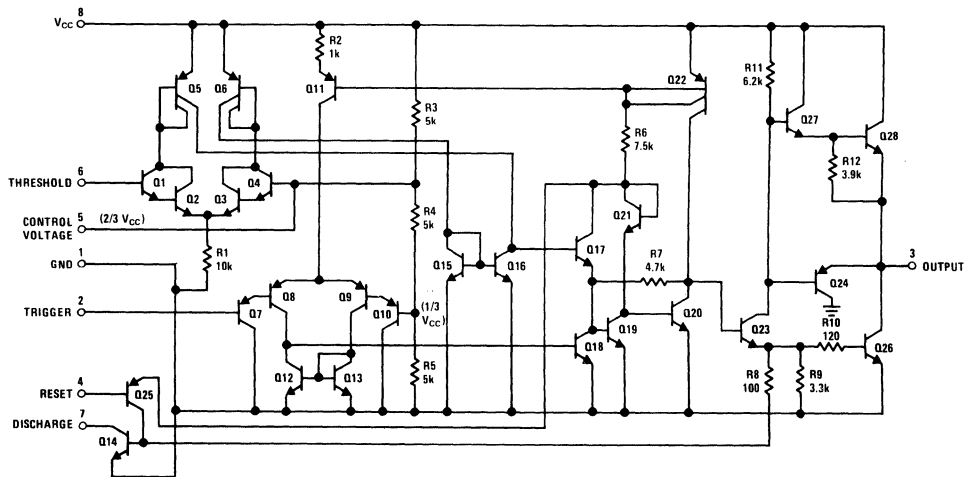 8
VCC
R2
1k
R11
6.2k
Q5
Q6
Q11
Q22
R3
5k
Q27
Q28
R6
7.5k
R12
3.9k
6
THRESHOLD
Q1
Q2
Q3
Q4
5
CONTROL
VOLTAGE
(2/3 VCC)
R4
5k
Q21
R1
10k
1
GND
Q15
Q16
Q17
R7
4.7k
3
OUTPUT
Q24
2
TRIGGER
Q7
Q8
Q9
Q10
(1/3
VCC)
Q18
Q19
Q20
Q23
R10
120
Q26
R5
5k
Q12
Q13
R8
100
R9
3.3k
4
RESET
Q25
7
DISCHARGE
Q14